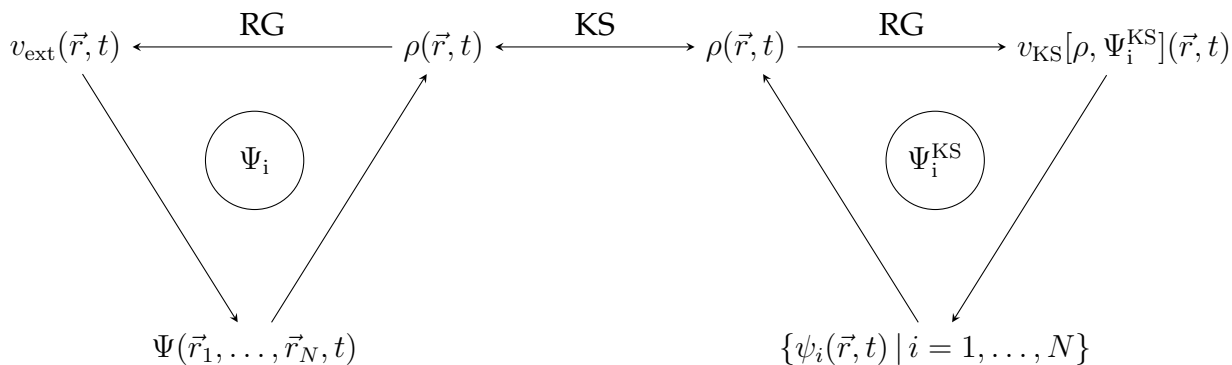 RG KS RG
v_ext(r⃗, t) ρ(r⃗, t) ρ(r⃗, t) v_KS[ρ, Ψ_i^KS](r⃗, t)
Ψ_i Ψ_i^KS
Ψ(r⃗_1, …, r⃗_N, t) {ψ_i(r⃗, t) | i = 1, …, N}